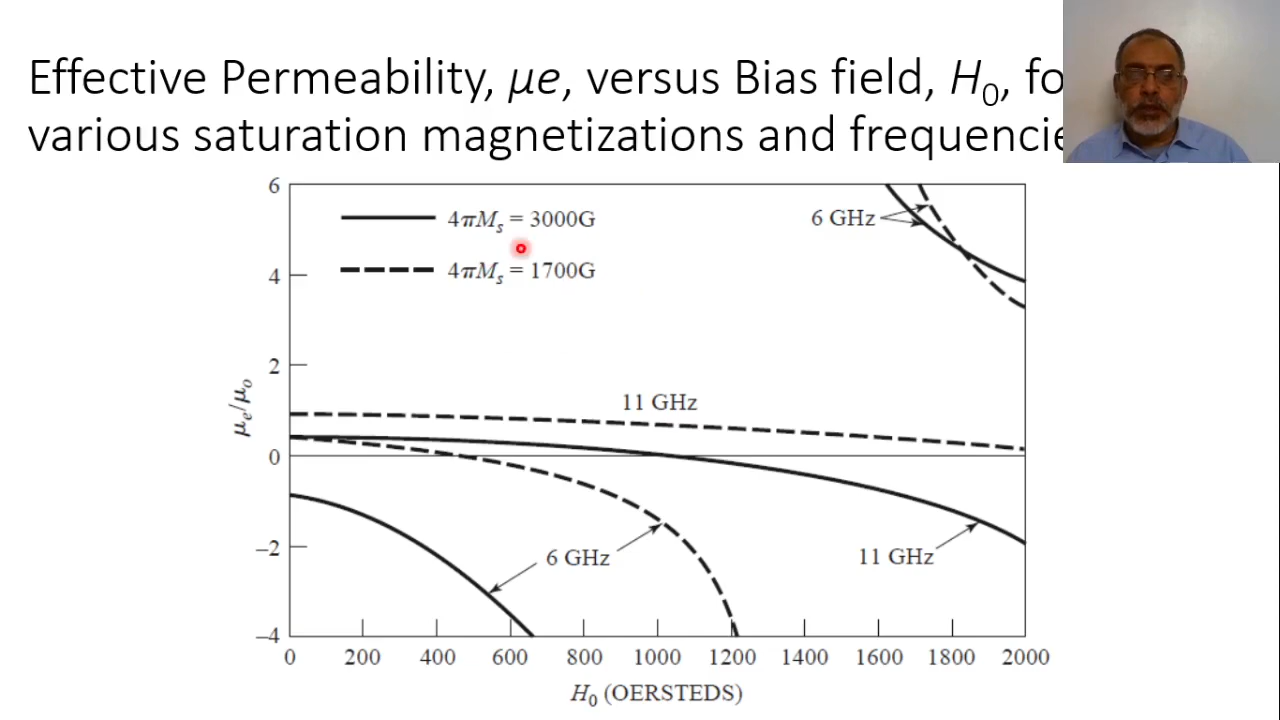 Effective Permeability, μe, versus Bias field, H₀, fo
various saturation magnetizations and frequencie
6
4πMₛ = 3000G
6 GHz
4πMₛ = 1700G
4
2
11 GHz
μₑ/μₒ
0
−2
6 GHz
11 GHz
−4
0 200 400 600 800 1000 1200 1400 1600 1800 2000
H₀ (OERSTEDS)